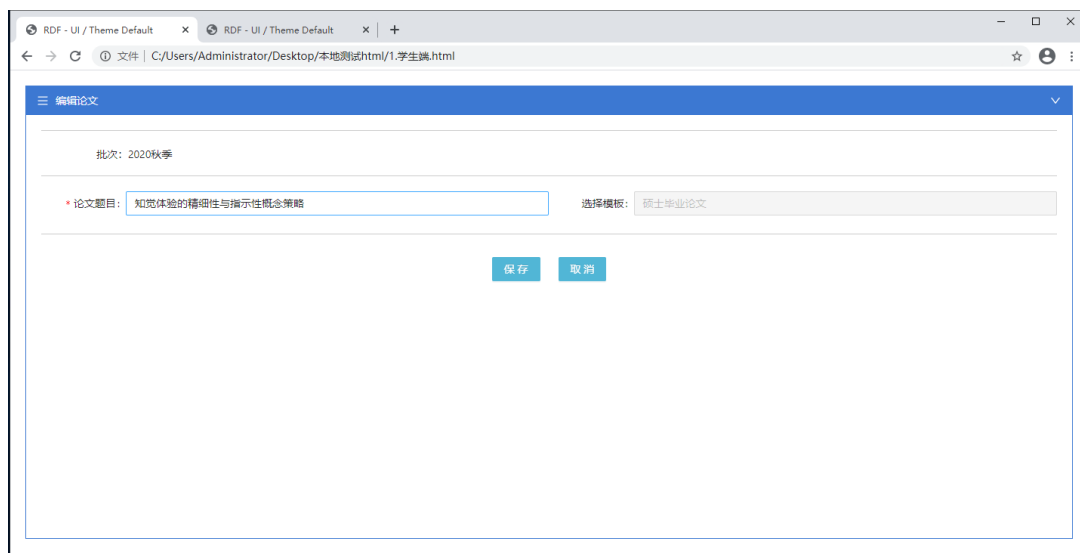 RDF - UI / Theme Default
RDF - UI / Theme Default
文件 C:/Users/Administrator/Desktop/本地测试html/1.学生端.html
编辑论文
批次：2020秋季
* 论文题目： 知觉体验的精细性与指示性概念策略 选择模板： 硕士毕业论文
保存 取消